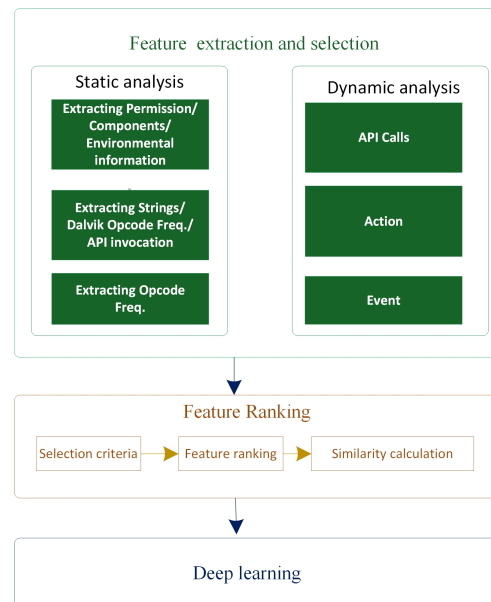 Feature extraction and selection
Static analysis
Extracting Permission/
Components/
Environmental
information
Extracting Strings/
Dalvik Opcode Freq./
API invocation
Extracting Opcode
Freq.
Dynamic analysis
API Calls
Action
Event
Feature Ranking
Selection criteria
Feature ranking
Similarity calculation
Deep learning